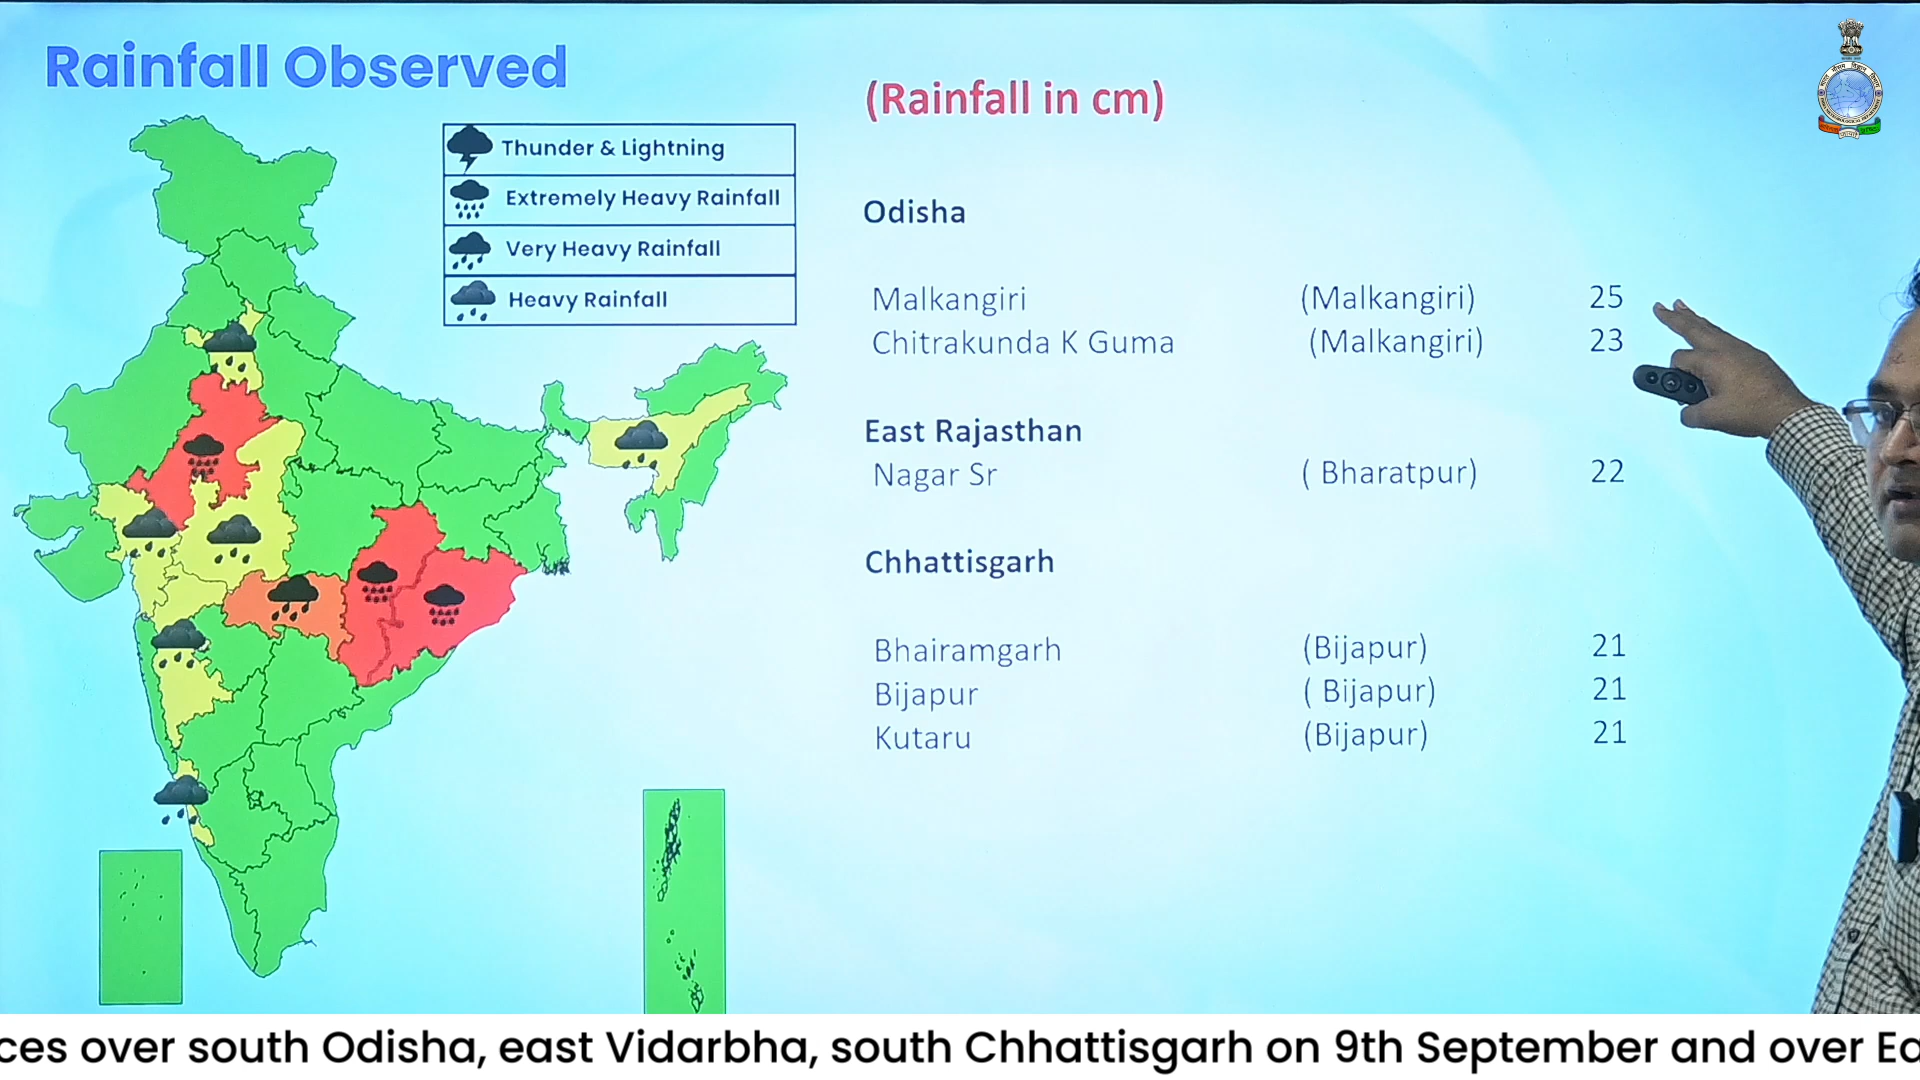 Rainfall Observed
Thunder & Lightning
Extremely Heavy Rainfall
Very Heavy Rainfall
Heavy Rainfall
(Rainfall in cm)
Odisha
Malkangiri (Malkangiri) 25
Chitrakunda K Guma (Malkangiri) 23
East Rajasthan
Nagar Sr ( Bharatpur) 22
Chhattisgarh
Bhairamgarh (Bijapur) 21
Bijapur ( Bijapur) 21
Kutaru (Bijapur) 21
ces over south Odisha, east Vidarbha, south Chhattisgarh on 9th September and over Ea